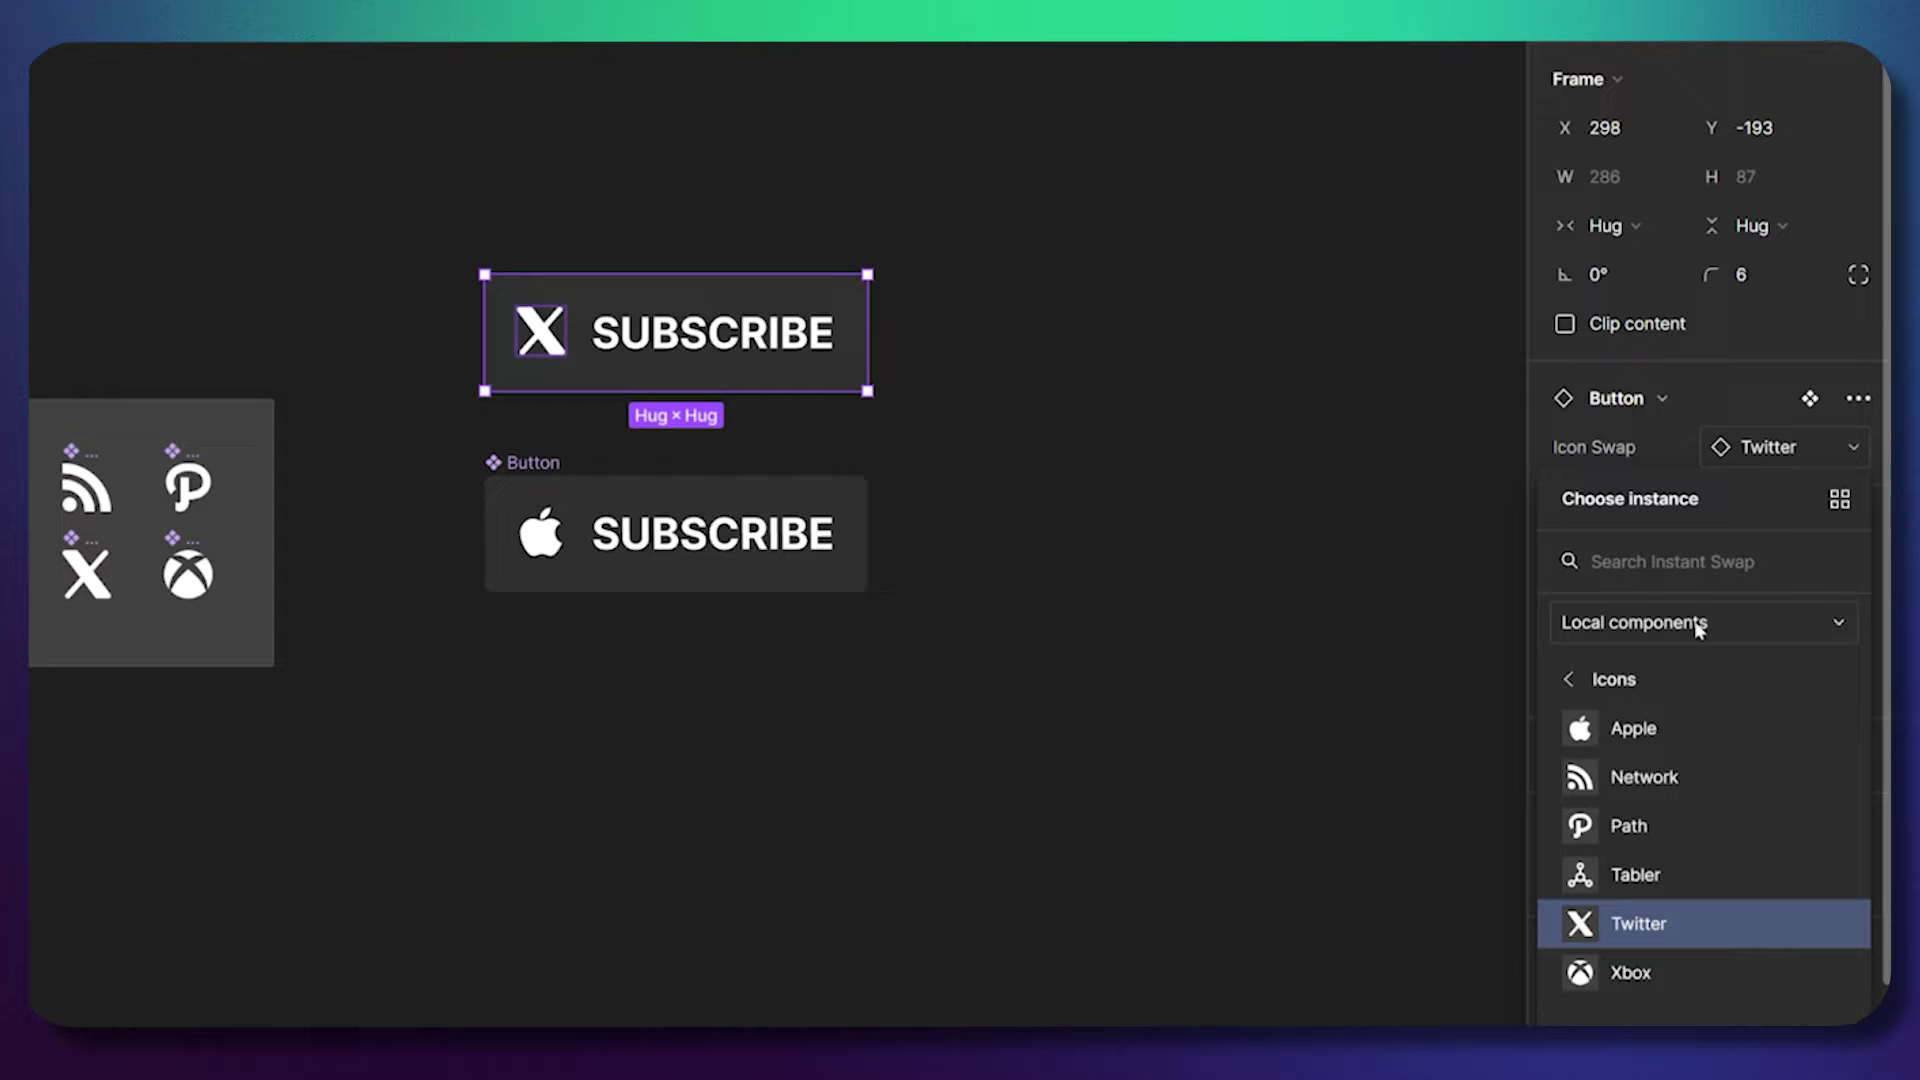 SUBSCRIBE
Hug × Hug
Button
SUBSCRIBE
...
...
...
...
Frame
X 298 Y -193
W 286 H 87
Hug Hug
0° 6
Clip content
Button
Icon Swap Twitter
Choose instance
Search Instant Swap
Local components
Icons
Apple
Network
Path
Tabler
Twitter
Xbox